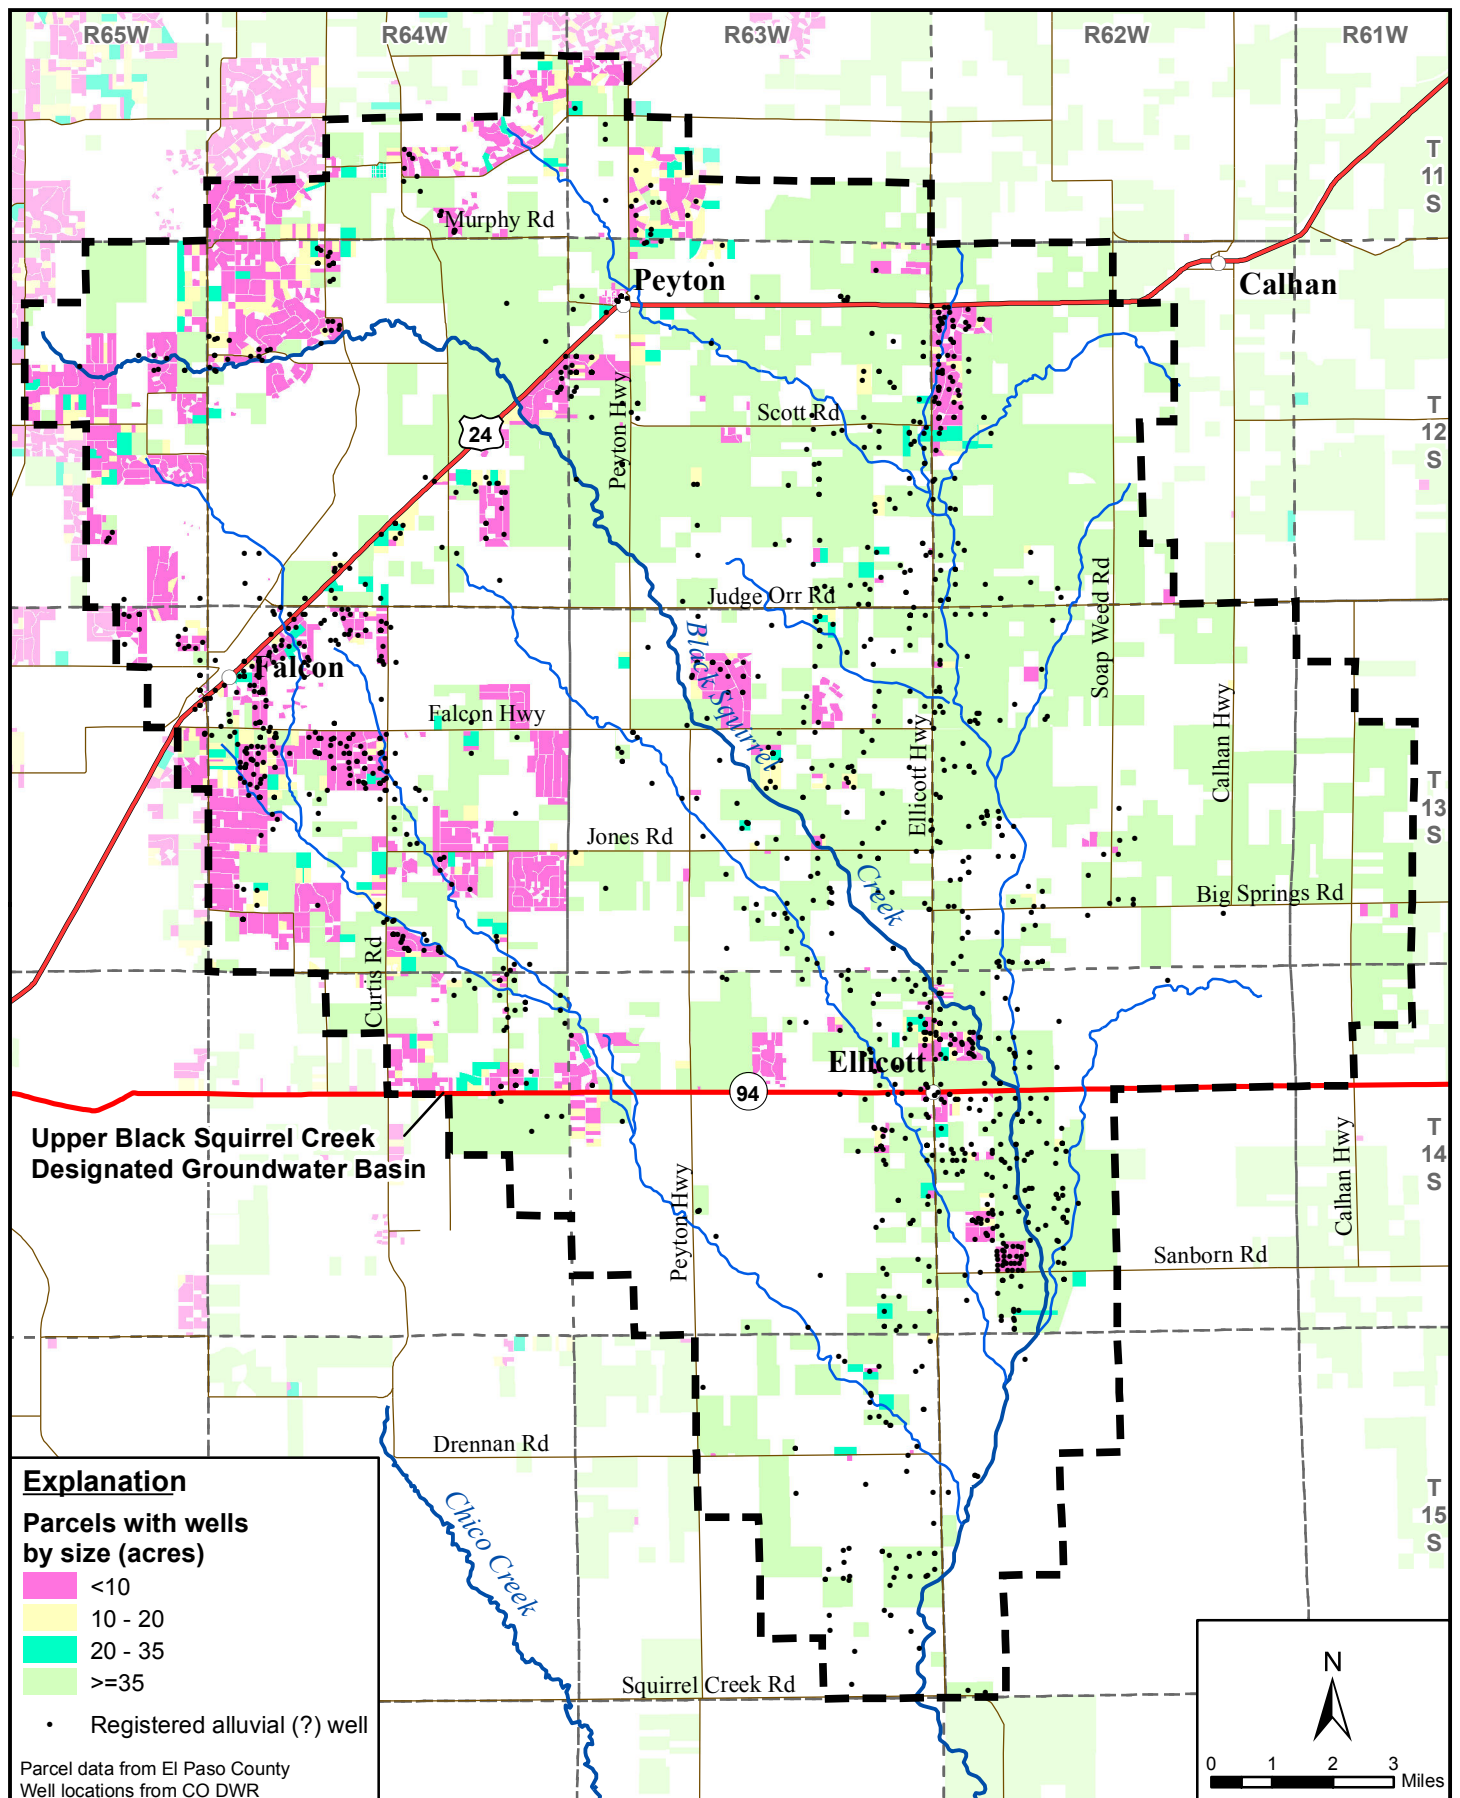 R65W
R64W
R63W
R62W
R61W
T
11
S
Murphy Rd
Peyton
Calhan
Peyton Hwy
Scott Rd
24
T
12
S
Judge Orr Rd
Soap Weed Rd
Black Squirrel
Creek
Falcon
Falcon Hwy
Ellicott Hwy
Calhan Hwy
T
13
S
Jones Rd
Big Springs Rd
Curtis Rd
Ellicott
94
Upper Black Squirrel Creek
Designated Groundwater Basin
T
14
S
Peyton Hwy
Calhan Hwy
Sanborn Rd
Drennan Rd
Chico Creek
T
15
S
Squirrel Creek Rd
Explanation
Parcels with wells
by size (acres)
<10
10 - 20
20 - 35
>=35
Registered alluvial (?) well
Parcel data from El Paso County
Well locations from CO DWR
N
0 1 2 3 Miles